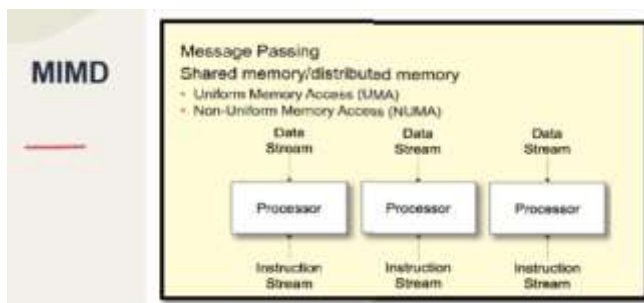 MIMD
Message Passing
Shared memory/distributed memory
• Uniform Memory Access (UMA)
• Non-Uniform Memory Access (NUMA)
Data Stream
Data Stream
Data Stream
Processor
Processor
Processor
Instruction Stream
Instruction Stream
Instruction Stream